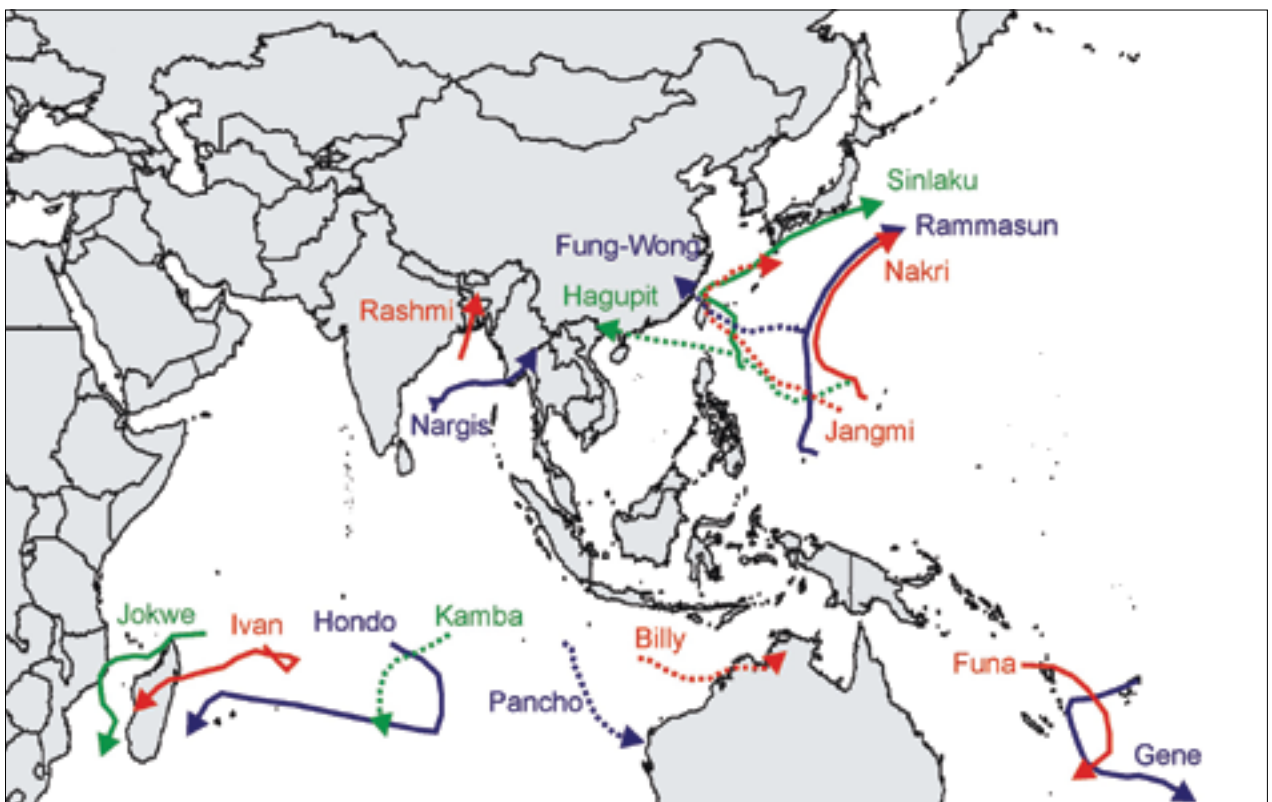 Sinlaku
Rammasun
Fung-Wong
Nakri
Hagupit
Rashmi
Nargis
Jangmi
Jokwe
Ivan
Hondo
Kamba
Billy
Funa
Pancho
Gene